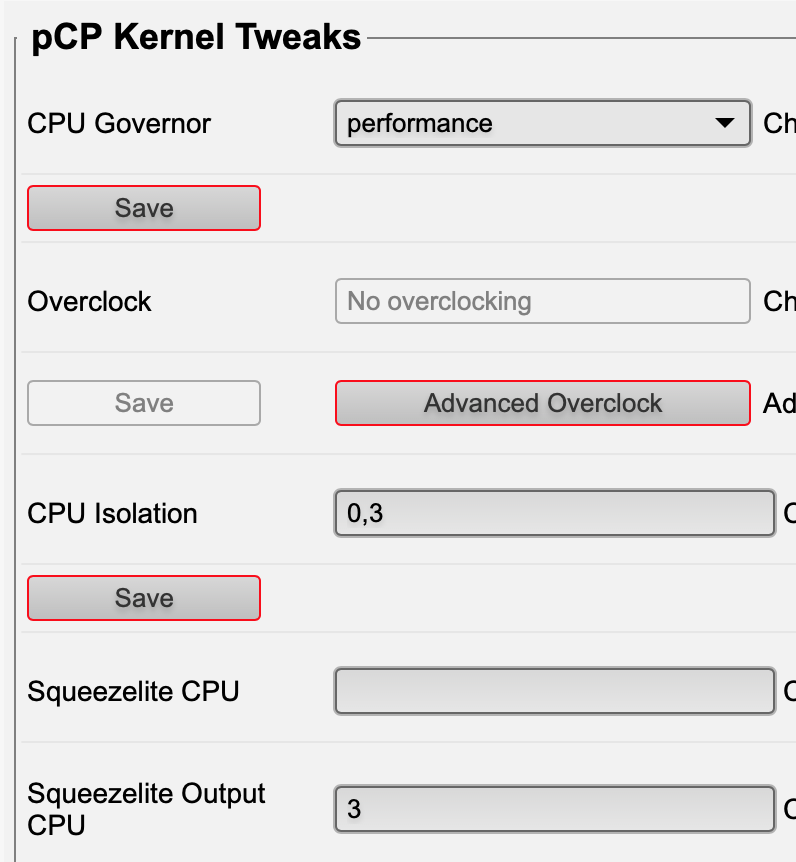 pCP Kernel Tweaks
CPU Governor performance Ch
Save
Overclock No overclocking Ch
Save Advanced Overclock Ad
CPU Isolation 0,3
Save
Squeezelite CPU
Squeezelite Output
CPU 3